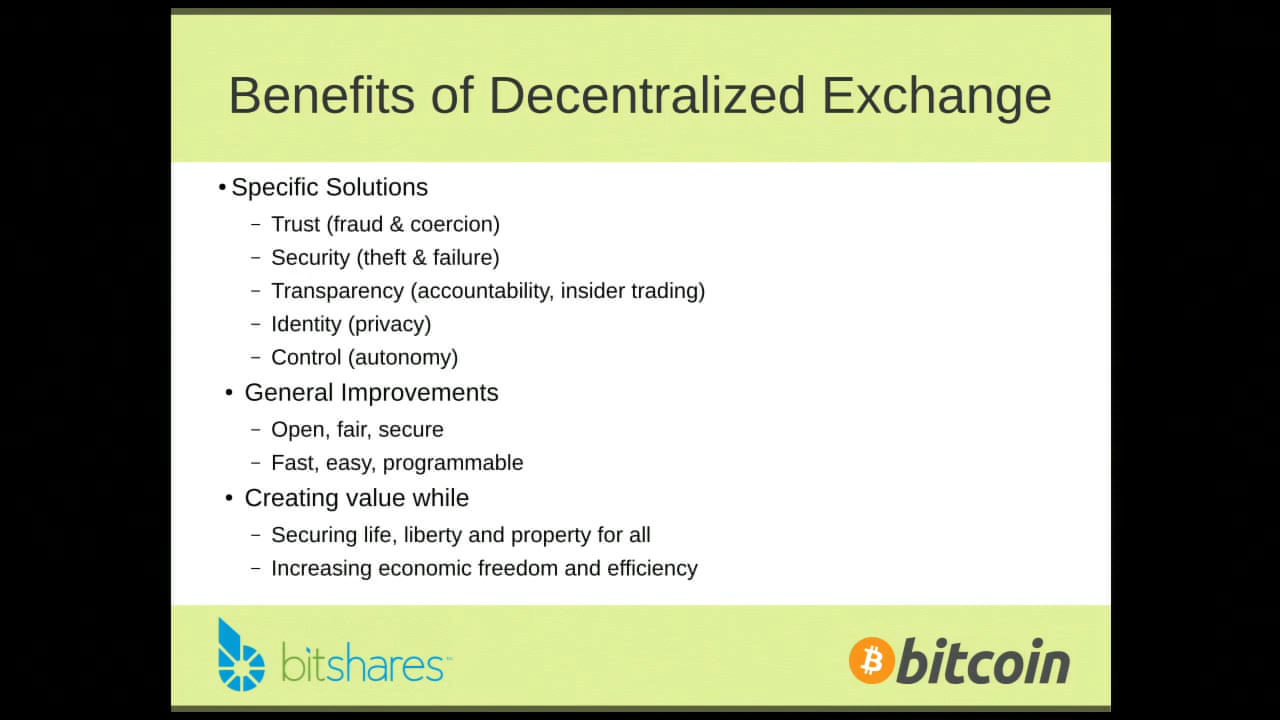 Benefits of Decentralized Exchange
• Specific Solutions
– Trust (fraud & coercion)
– Security (theft & failure)
– Transparency (accountability, insider trading)
– Identity (privacy)
– Control (autonomy)
• General Improvements
– Open, fair, secure
– Fast, easy, programmable
• Creating value while
– Securing life, liberty and property for all
– Increasing economic freedom and efficiency
bitshares™
bitcoin